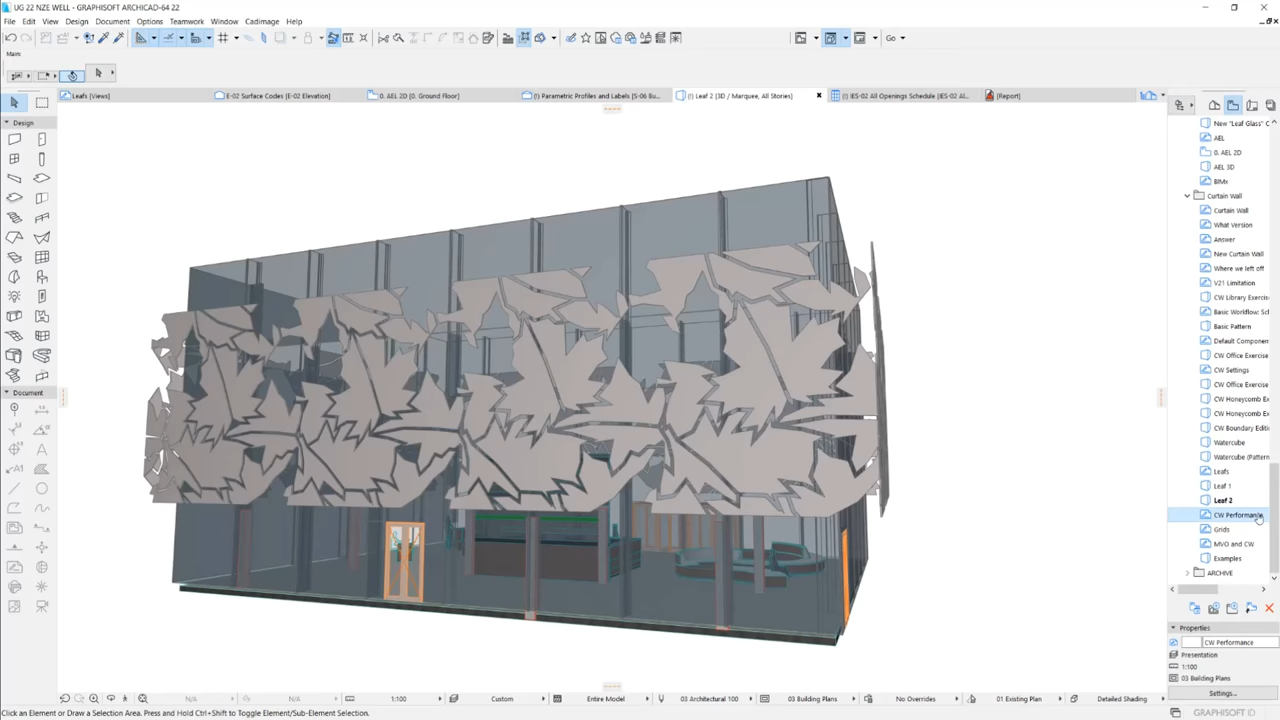 UG 22 NZE WELL - GRAPHISOFT ARCHICAD-64 22
File Edit View Design Document Options Teamwork Window Cadimage Help
Go
Main
Leafs [Views]
E-02 Surface Codes [E-02 Elevation]
0. AEL 2D [0. Ground Floor]
(!) Parametric Profiles and Labels [S-06 Bu...
(!) Leaf 2 [3D / Marquee, All Stories]
(!) IES-02 All Openings Schedule [IES-02 Al...
[Report]
Design
Document
New "Leaf Glass" C
AEL
0. AEL 2D
AEL 3D
BIMx
Curtain Wall
Curtain Wall
What Version
Answer
New Curtain Wall
Where we left off
V21 Limitation
CW Library Exercis
Basic Workflow: Scl
Basic Pattern
Default Componen
CW Office Exercise
CW Settings
CW Office Exercise
CW Honeycomb Ex
CW Honeycomb Ex
CW Boundary Editi
Watercube
Watercube (Pattern
Leafs
Leaf 1
Leaf 2
CW Performance
Grids
MVO and CW
Examples
ARCHIVE
Properties
CW Performance
Presentation
1:100
03 Building Plans
Settings...
N/A
N/A
1:100
Custom
Entire Model
03 Architectural 100
03 Building Plans
No Overrides
01 Existing Plan
Detailed Shading
Click an Element or Draw a Selection Area. Press and Hold Ctrl+Shift to Toggle Element/Sub-Element Selection.
GRAPHISOFT ID